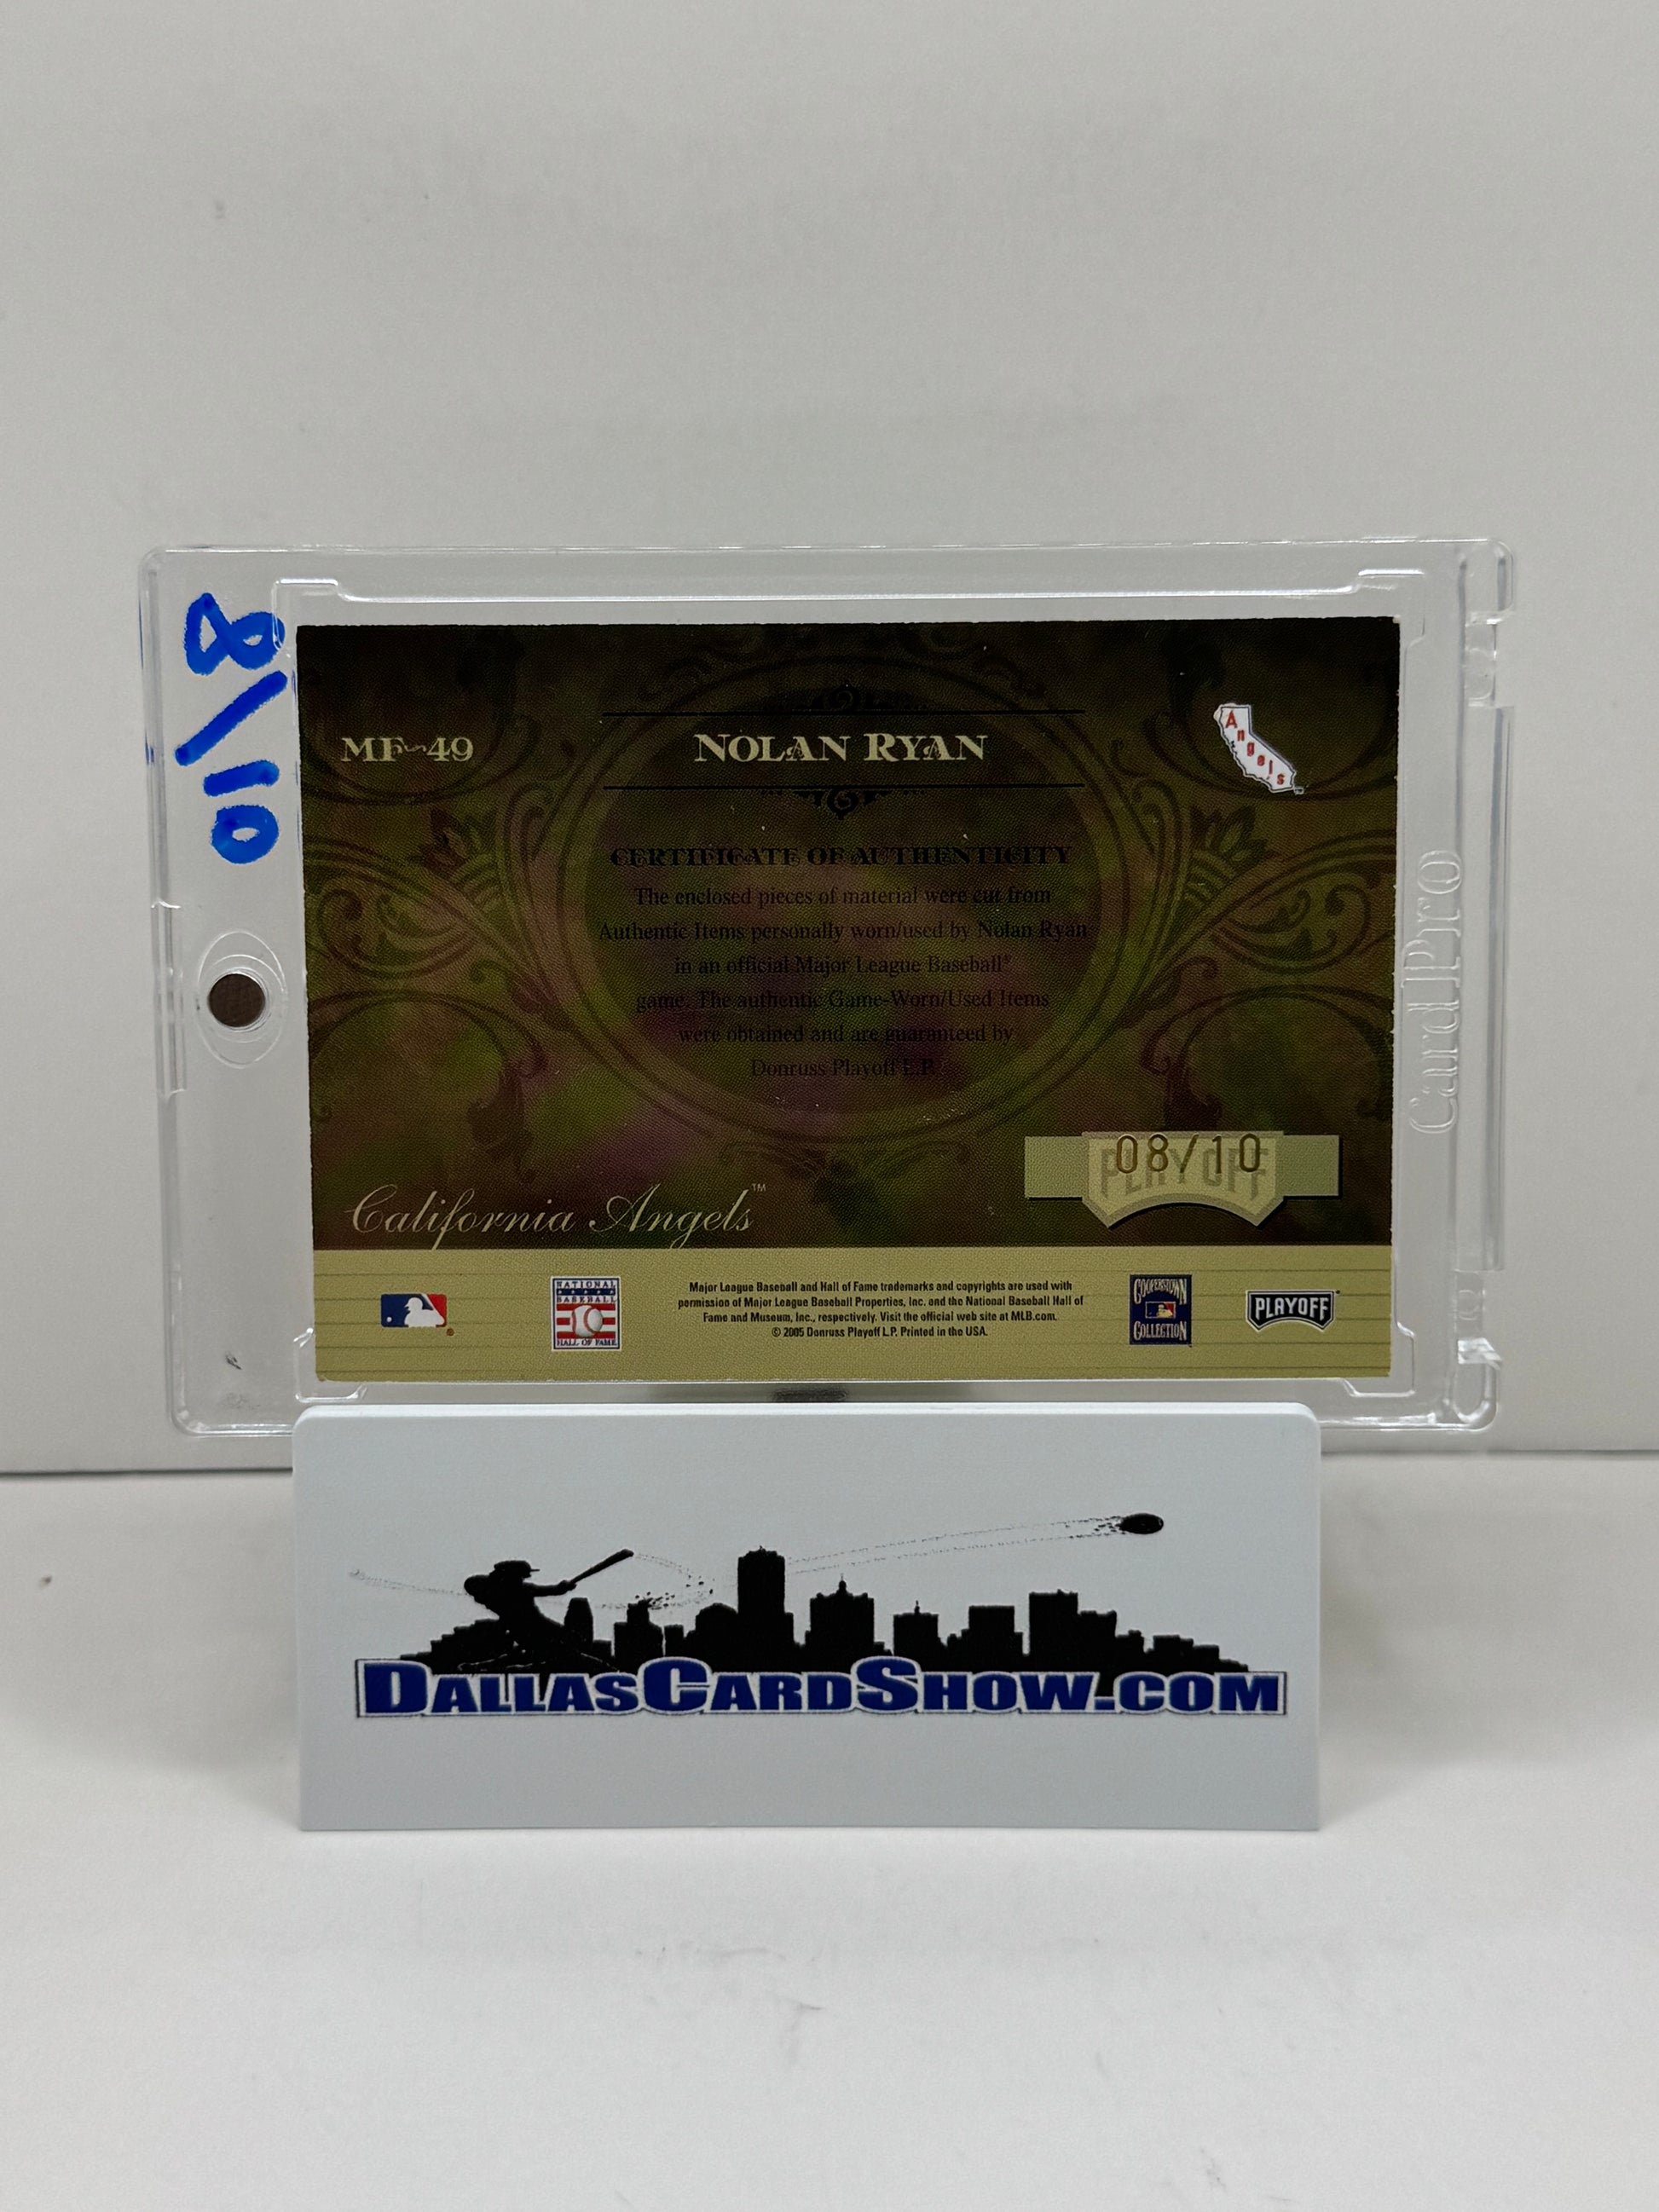 8/10
MF-49
NOLAN RYAN
Angels
CERTIFICATE OF AUTHENTICITY
The enclosed pieces of material were cut from
Authentic Items personally worn/used by Nolan Ryan
in an official Major League Baseball®
game. The authentic Game-Worn/Used Items
were obtained and are guaranteed by
Donruss Playoff L.P.
CardPro
PLAYOFF
08/10
California Angels™
NATIONAL
BASEBALL
HALL OF FAME
Major League Baseball and Hall of Fame trademarks and copyrights are used with
permission of Major League Baseball Properties, Inc. and the National Baseball Hall of
Fame and Museum, Inc., respectively. Visit the official web site at MLB.com.
© 2005 Donruss Playoff L.P. Printed in the USA.
COOPERSTOWN
COLLECTION
PLAYOFF
DALLASCARDSHOW.COM